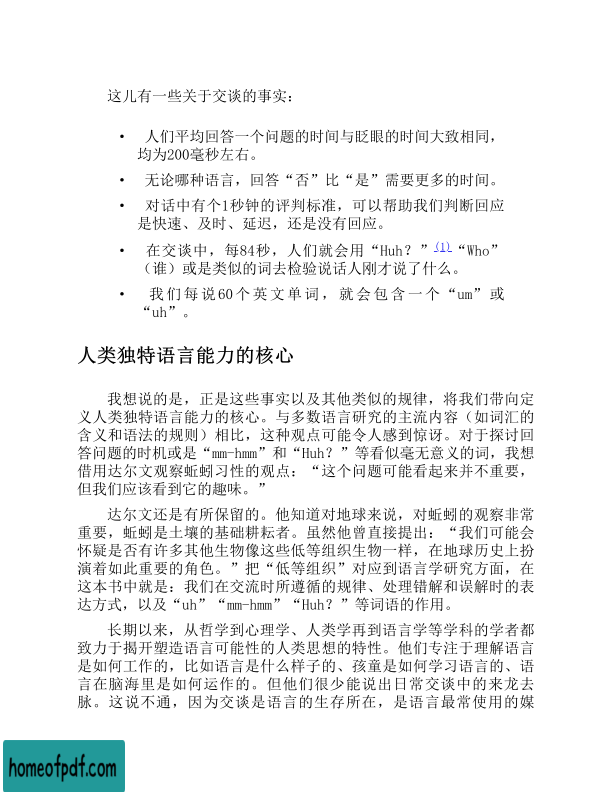 这儿有一些关于交谈的事实：
• 人们平均回答一个问题的时间与眨眼的时间大致相同，
均为200毫秒左右。
• 无论哪种语言，回答“否”比“是”需要更多的时间。
• 对话中有个1秒钟的评判标准，可以帮助我们判断回应
是快速、及时、延迟，还是没有回应。
• 在交谈中，每84秒，人们就会用“Huh？”(1)“Who”
（谁）或是类似的词去检验说话人刚才说了什么。
• 我们每说60个英文单词，就会包含一个“um”或
“uh”。
人类独特语言能力的核心
我想说的是，正是这些事实以及其他类似的规律，将我们带向定
义人类独特语言能力的核心。与多数语言研究的主流内容（如词汇的
含义和语法的规则）相比，这种观点可能令人感到惊讶。对于探讨回
答问题的时机或是“mm-hmm”和“Huh？”等看似毫无意义的词，我想
借用达尔文观察蚯蚓习性的观点：“这个问题可能看起来并不重要，
但我们应该看到它的趣味。”
达尔文还是有所保留的。他知道对地球来说，对蚯蚓的观察非常
重要，蚯蚓是土壤的基础耕耘者。虽然他曾直接提出：“我们可能会
怀疑是否有许多其他生物像这些低等组织生物一样，在地球历史上扮
演着如此重要的角色。”把“低等组织”对应到语言学研究方面，在
这本书中就是：我们在交流时所遵循的规律、处理错解和误解时的表
达方式，以及“uh”“mm-hmm”“Huh？”等词语的作用。
长期以来，从哲学到心理学、人类学再到语言学等学科的学者都
致力于揭开塑造语言可能性的人类思想的特性。他们专注于理解语言
是如何工作的，比如语言是什么样子的、孩童是如何学习语言的、语
言在脑海里是如何运作的。但他们很少能说出日常交谈中的来龙去
脉。这说不通，因为交谈是语言的生存所在，是语言最常使用的媒
homeofpdf.com